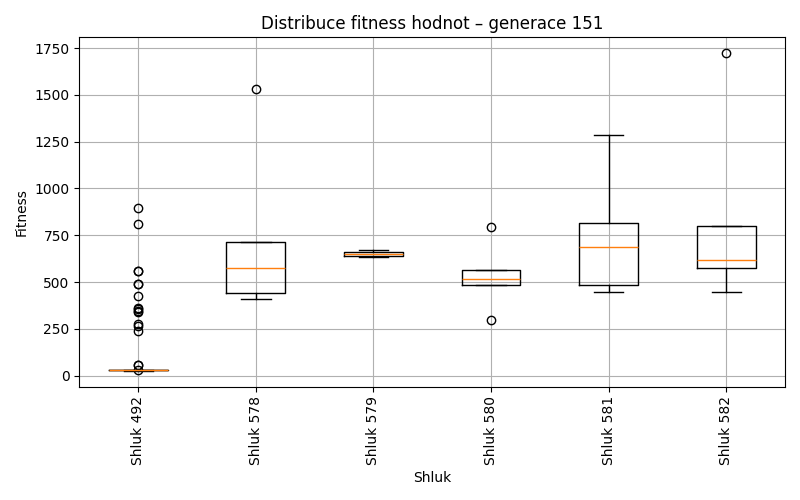 Distribuce fitness hodnot – generace 151
Fitness
1750
1500
1250
1000
750
500
250
0
Shluk 492
Shluk 578
Shluk 579
Shluk 580
Shluk 581
Shluk 582
Shluk